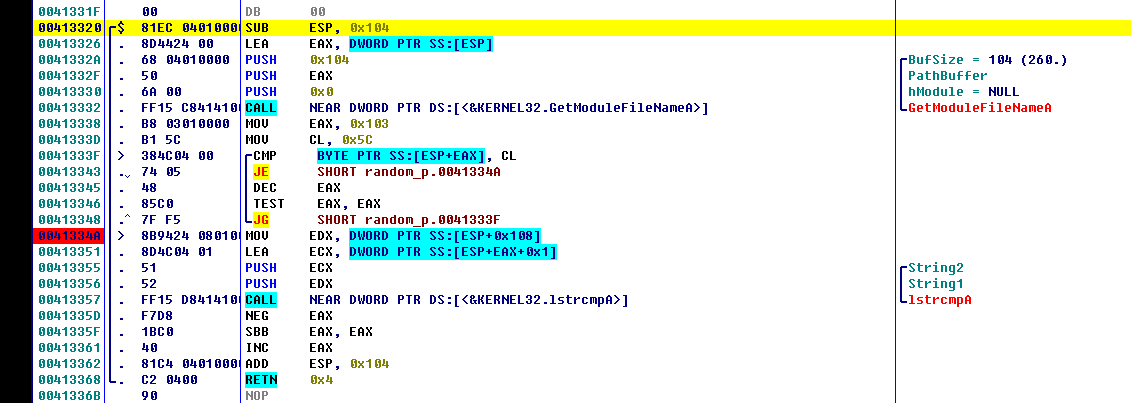 0041331F 00 DB 00
00413320 $ 81EC 04010000 SUB ESP, 0x104
00413326 . 8D4424 00 LEA EAX, DWORD PTR SS:[ESP]
0041332A . 68 04010000 PUSH 0x104 BufSize = 104 (260.)
0041332F . 50 PUSH EAX PathBuffer
00413330 . 6A 00 PUSH 0x0 hModule = NULL
00413332 . FF15 C8414100 CALL NEAR DWORD PTR DS:[<&KERNEL32.GetModuleFileNameA>] GetModuleFileNameA
00413338 . B8 03010000 MOV EAX, 0x103
0041333D . B1 5C MOV CL, 0x5C
0041333F > 384C04 00 CMP BYTE PTR SS:[ESP+EAX], CL
00413343 . 74 05 JE SHORT random_p.0041334A
00413345 . 48 DEC EAX
00413346 . 85C0 TEST EAX, EAX
00413348 .^ 7F F5 JG SHORT random_p.0041333F
0041334A > 8B9424 08010 MOV EDX, DWORD PTR SS:[ESP+0x108]
00413351 . 8D4C04 01 LEA ECX, DWORD PTR SS:[ESP+EAX+0x1]
00413355 . 51 PUSH ECX String2
00413356 . 52 PUSH EDX String1
00413357 . FF15 D8414100 CALL NEAR DWORD PTR DS:[<&KERNEL32.lstrcmpA>] lstrcmpA
0041335D . F7D8 NEG EAX
0041335F . 1BC0 SBB EAX, EAX
00413361 . 40 INC EAX
00413362 . 81C4 04010000 ADD ESP, 0x104
00413368 . C2 0400 RETN 0x4
0041336B 90 NOP